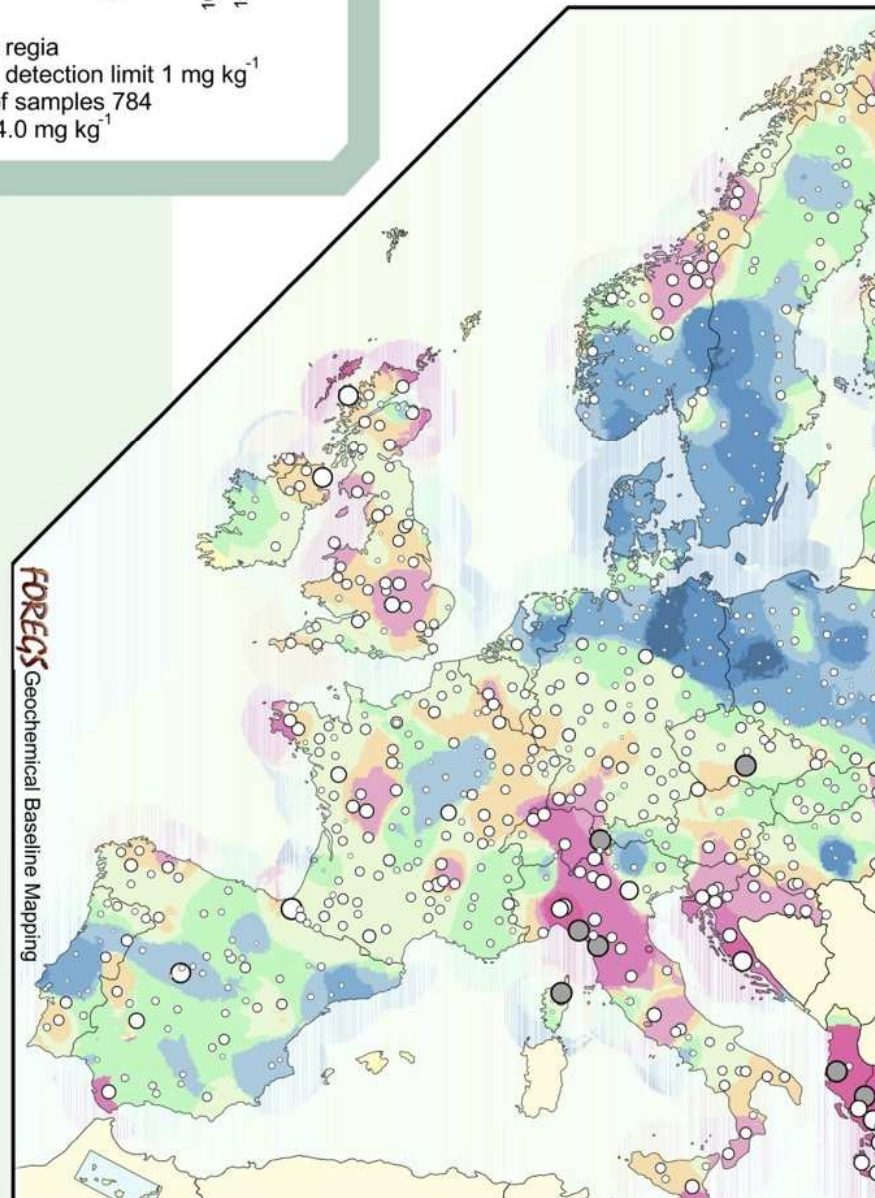 regia
detection limit 1 mg kg-1
f samples 784
4.0 mg kg-1
FOREGS Geochemical Baseline Mapping